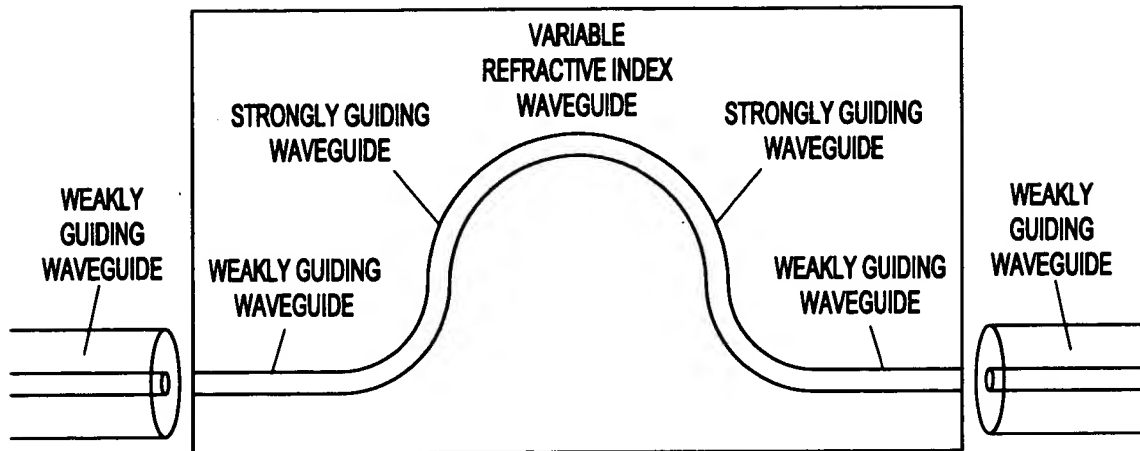 VARIABLE
REFRACTIVE INDEX
WAVEGUIDE
STRONGLY GUIDING
WAVEGUIDE
STRONGLY GUIDING
WAVEGUIDE
WEAKLY
GUIDING
WAVEGUIDE
WEAKLY GUIDING
WAVEGUIDE
WEAKLY GUIDING
WAVEGUIDE
WEAKLY
GUIDING
WAVEGUIDE